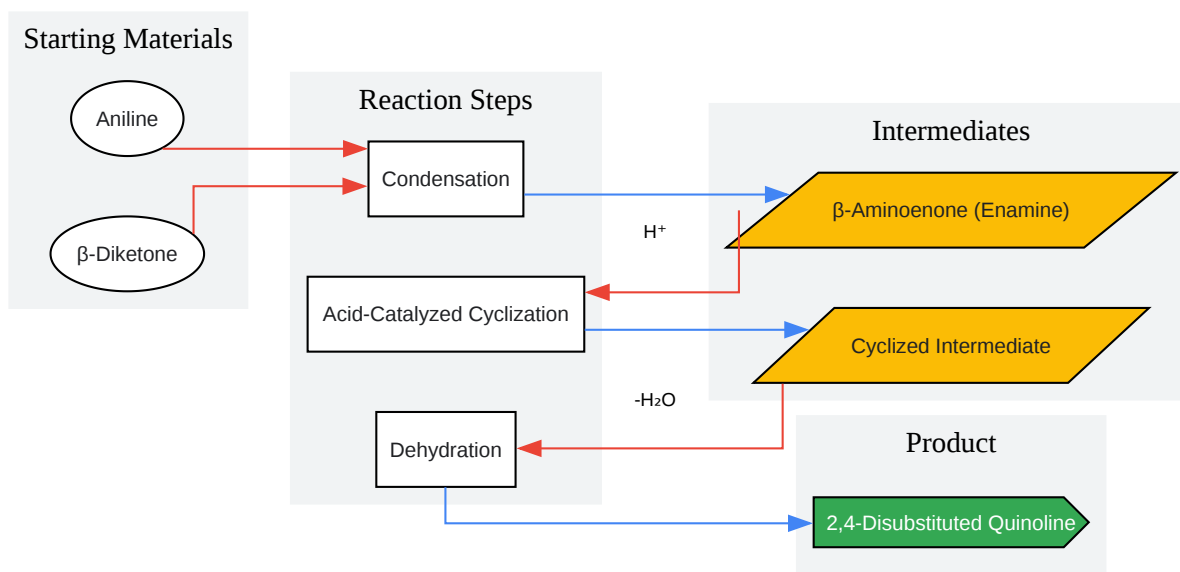 Starting Materials
Aniline
β-Diketone
Reaction Steps
Condensation
Acid-Catalyzed Cyclization
Dehydration
H⁺
-H₂O
Intermediates
β-Aminoenone (Enamine)
Cyclized Intermediate
Product
2,4-Disubstituted Quinoline